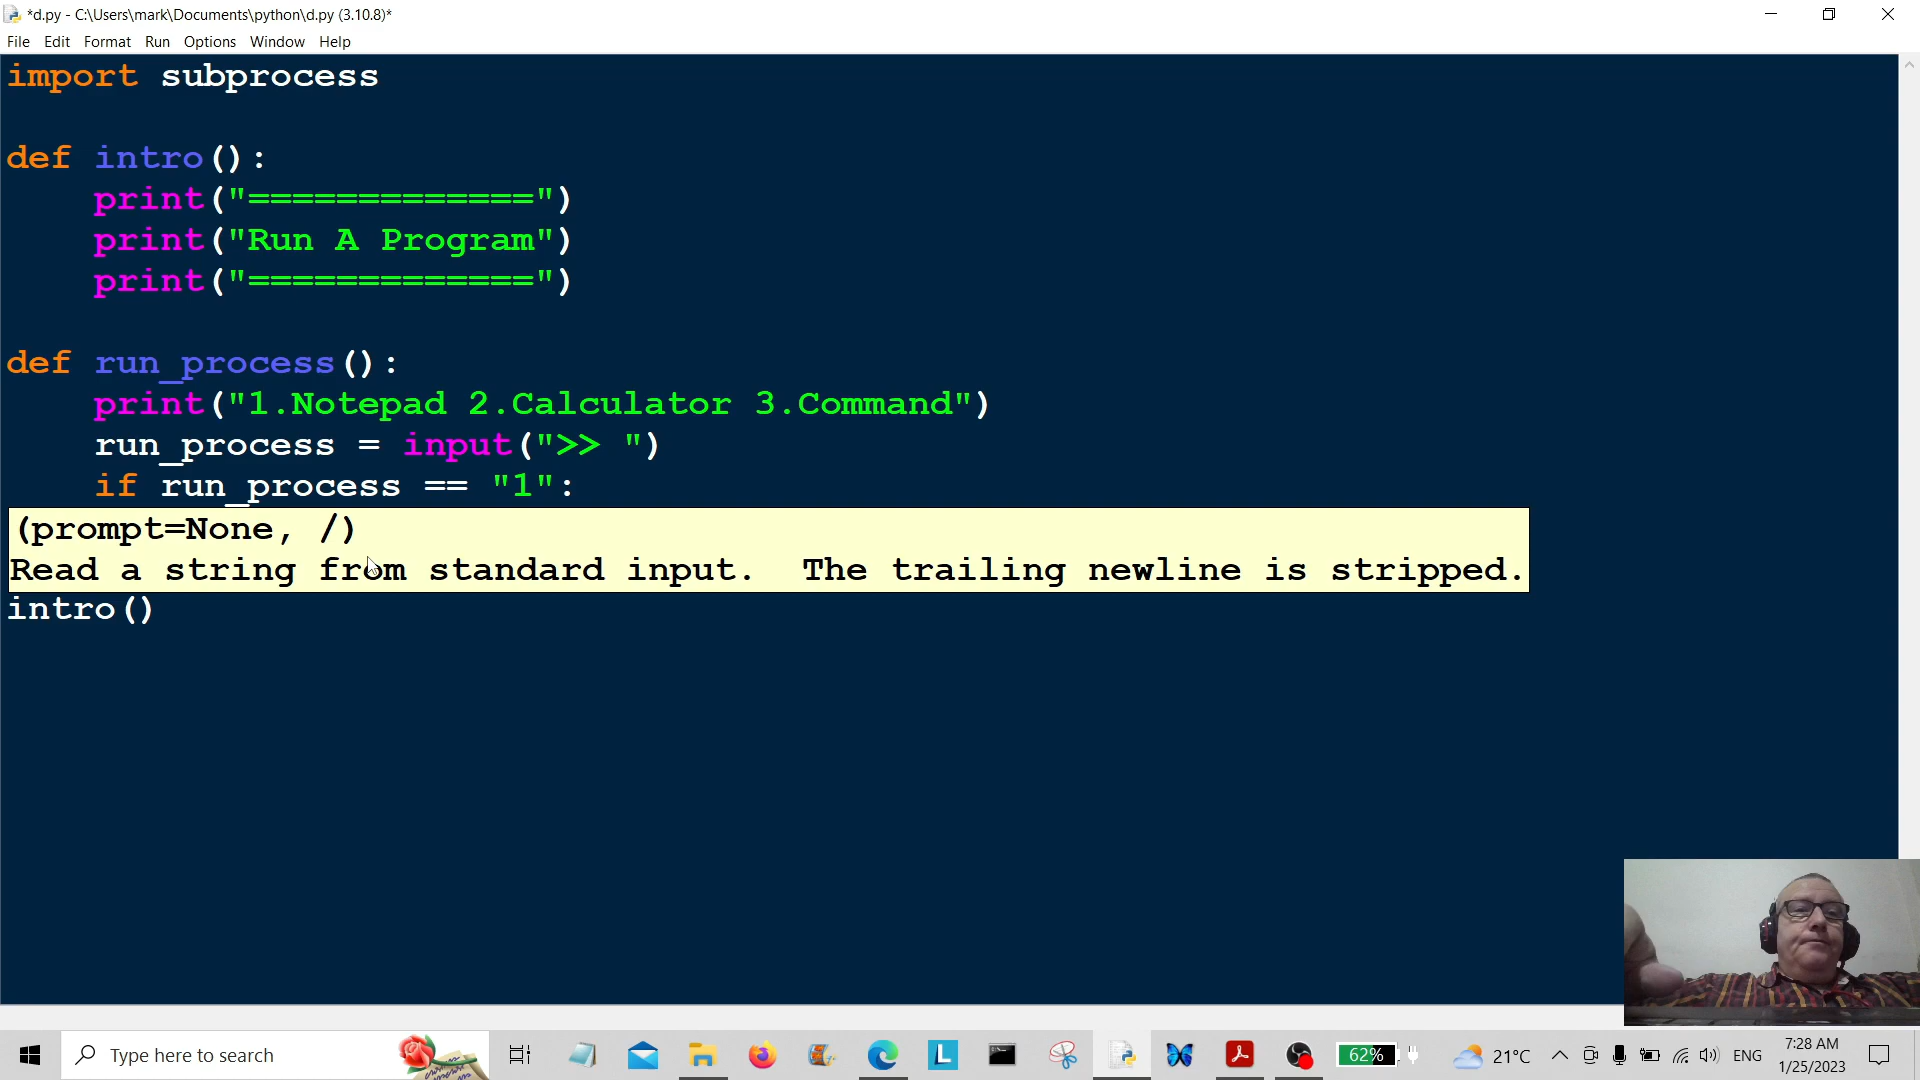 *d.py - C:\Users\mark\Documents\python\d.py (3.10.8)*
File Edit Format Run Options Window Help
import subprocess
def intro():
    print("=============")
    print("Run A Program")
    print("=============")
def run_process():
    print("1.Notepad 2.Calculator 3.Command")
    run_process = input(">> ")
    if run_process == "1":
(prompt=None, /)
Read a string from standard input.  The trailing newline is stripped.
intro()
Type here to search
L
62%
21°C
ENG
7:28 AM
1/25/2023